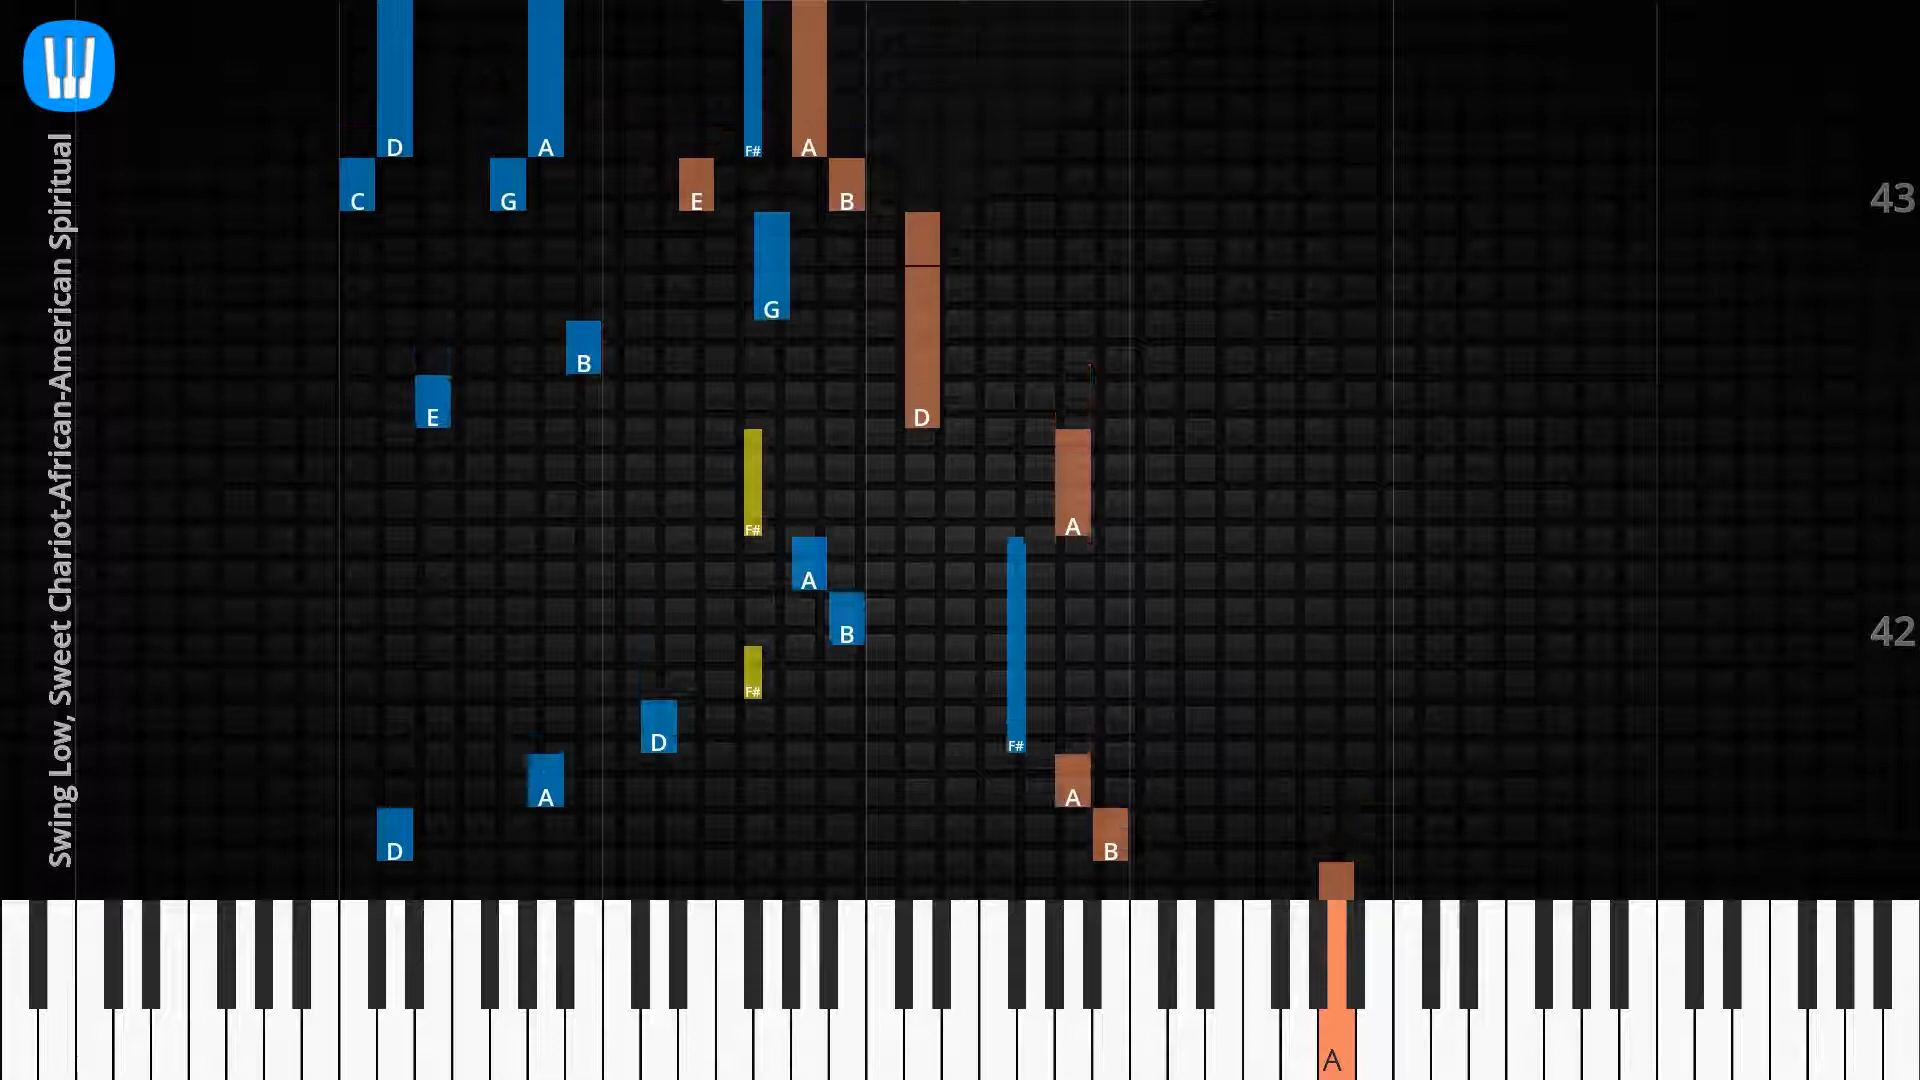 Swing Low, Sweet Chariot-African-American Spiritual
D A F# A
C G E B
43
G
B
E D
F# A
A
B
42
F#
D F#
A A
D B
A